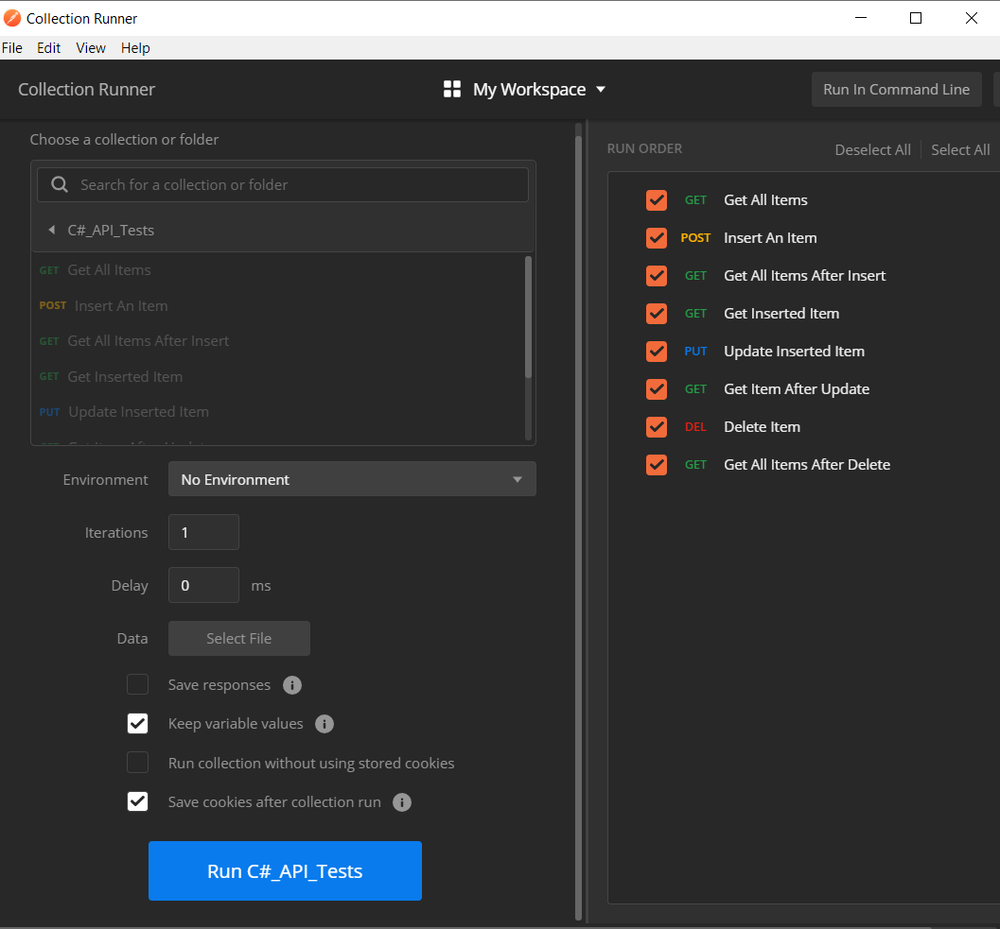 Collection Runner
File Edit View Help
Collection Runner
My Workspace
Run In Command Line
Choose a collection or folder
Search for a collection or folder
C#_API_Tests
GET Get All Items
POST Insert An Item
GET Get All Items After Insert
GET Get Inserted Item
PUT Update Inserted Item
GET Get Item After Update
Environment No Environment
Iterations 1
Delay 0 ms
Data Select File
Save responses
Keep variable values
Run collection without using stored cookies
Save cookies after collection run
Run C#_API_Tests
RUN ORDER Deselect All Select All
GET Get All Items
POST Insert An Item
GET Get All Items After Insert
GET Get Inserted Item
PUT Update Inserted Item
GET Get Item After Update
DEL Delete Item
GET Get All Items After Delete